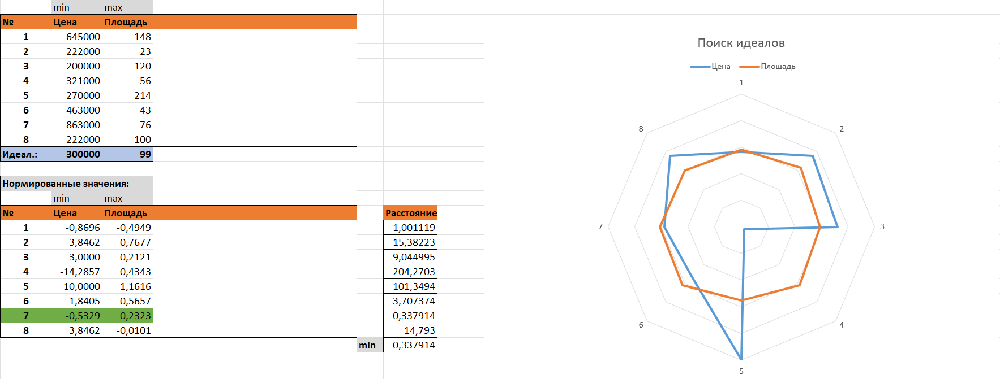 min max
№ Цена Площадь
1 645000 148
2 222000 23
3 200000 120
4 321000 56
5 270000 214
6 463000 43
7 863000 76
8 222000 100
Идеал.: 300000 99
Нормированные значения:
min max
№ Цена Площадь
1 -0,8696 -0,4949
2 3,8462 0,7677
3 3,0000 -0,2121
4 -14,2857 0,4343
5 10,0000 -1,1616
6 -1,8405 0,5657
7 -0,5329 0,2323
8 3,8462 -0,0101
Расстояние
1,001119
15,38223
9,044995
204,2703
101,3494
3,707374
0,337914
14,793
min 0,337914
Поиск идеалов
Цена Площадь
1
2
3
4
5
6
7
8